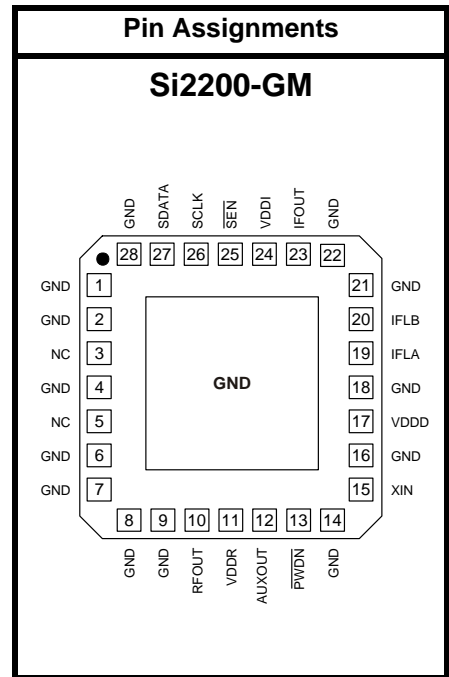 Pin Assignments
Si2200-GM
GND SDATA SCLK SEN VDDI IFOUT GND
28 27 26 25 24 23 22
GND 1 21 GND
GND 2 20 IFLB
NC 3 19 IFLA
GND 4 GND 18 GND
NC 5 17 VDDD
GND 6 16 GND
GND 7 15 XIN
8 9 10 11 12 13 14
GND GND RFOUT VDDR AUXOUT PWDN GND